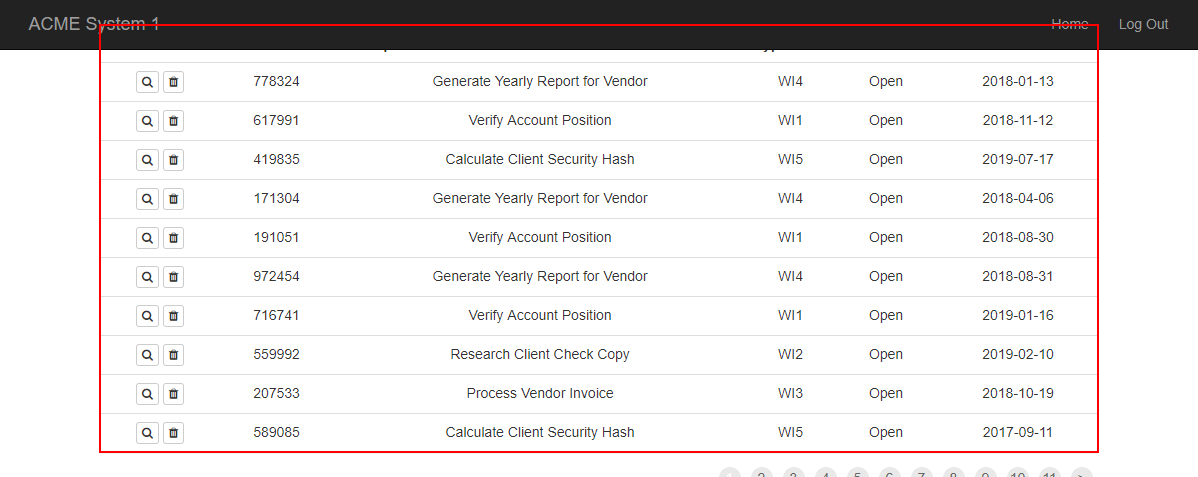 ACME System 1 Home Log Out
778324 Generate Yearly Report for Vendor WI4 Open 2018-01-13
617991 Verify Account Position WI1 Open 2018-11-12
419835 Calculate Client Security Hash WI5 Open 2019-07-17
171304 Generate Yearly Report for Vendor WI4 Open 2018-04-06
191051 Verify Account Position WI1 Open 2018-08-30
972454 Generate Yearly Report for Vendor WI4 Open 2018-08-31
716741 Verify Account Position WI1 Open 2019-01-16
559992 Research Client Check Copy WI2 Open 2019-02-10
207533 Process Vendor Invoice WI3 Open 2018-10-19
589085 Calculate Client Security Hash WI5 Open 2017-09-11
1 2 3 4 5 6 7 8 9 10 11 >